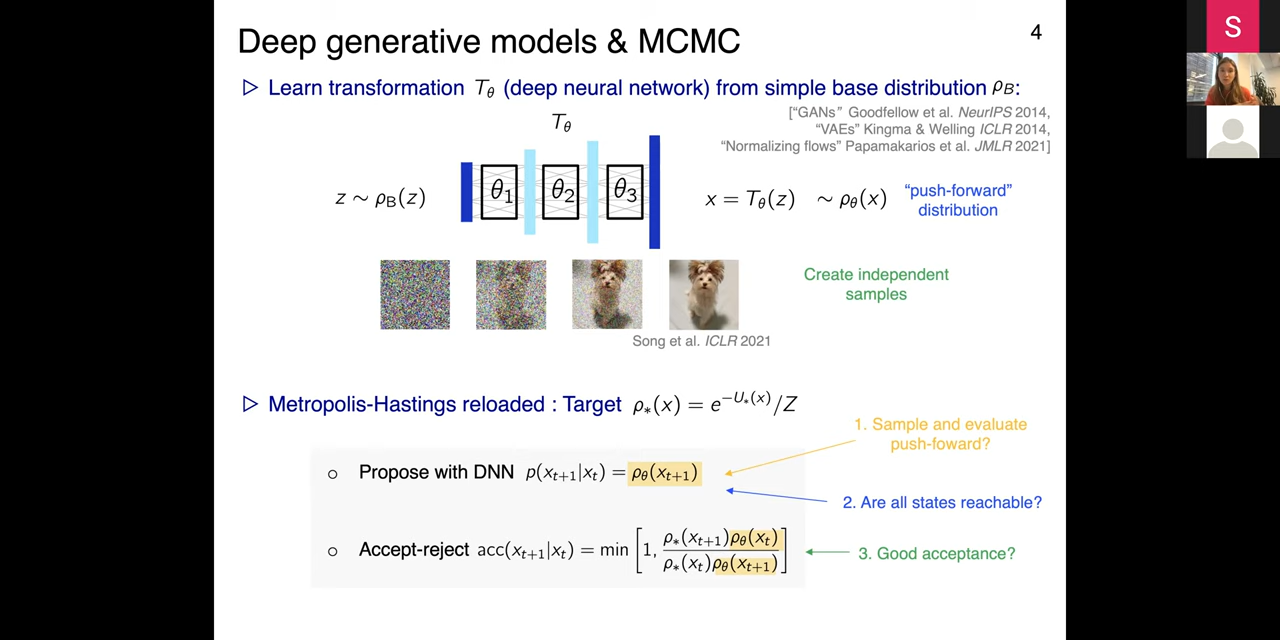 Deep generative models & MCMC
4
▷ Learn transformation T_θ (deep neural network) from simple base distribution ρ_B:
["GANs" Goodfellow et al. NeurIPS 2014,
"VAEs" Kingma & Welling ICLR 2014,
"Normalizing flows" Papamakarios et al. JMLR 2021]
T_θ
z ∼ ρ_B(z)
θ_1 θ_2 θ_3
x = T_θ(z) ∼ ρ_θ(x)
"push-forward"
distribution
Create independent
samples
Song et al. ICLR 2021
▷ Metropolis-Hastings reloaded : Target ρ_*(x) = e^{-U_*(x)}/Z
1. Sample and evaluate
push-foward?
○ Propose with DNN p(x_{t+1}|x_t) = ρ_θ(x_{t+1})
2. Are all states reachable?
○ Accept-reject acc(x_{t+1}|x_t) = min [1, ρ_*(x_{t+1})ρ_θ(x_t) / ρ_*(x_t)ρ_θ(x_{t+1})]
3. Good acceptance?
S